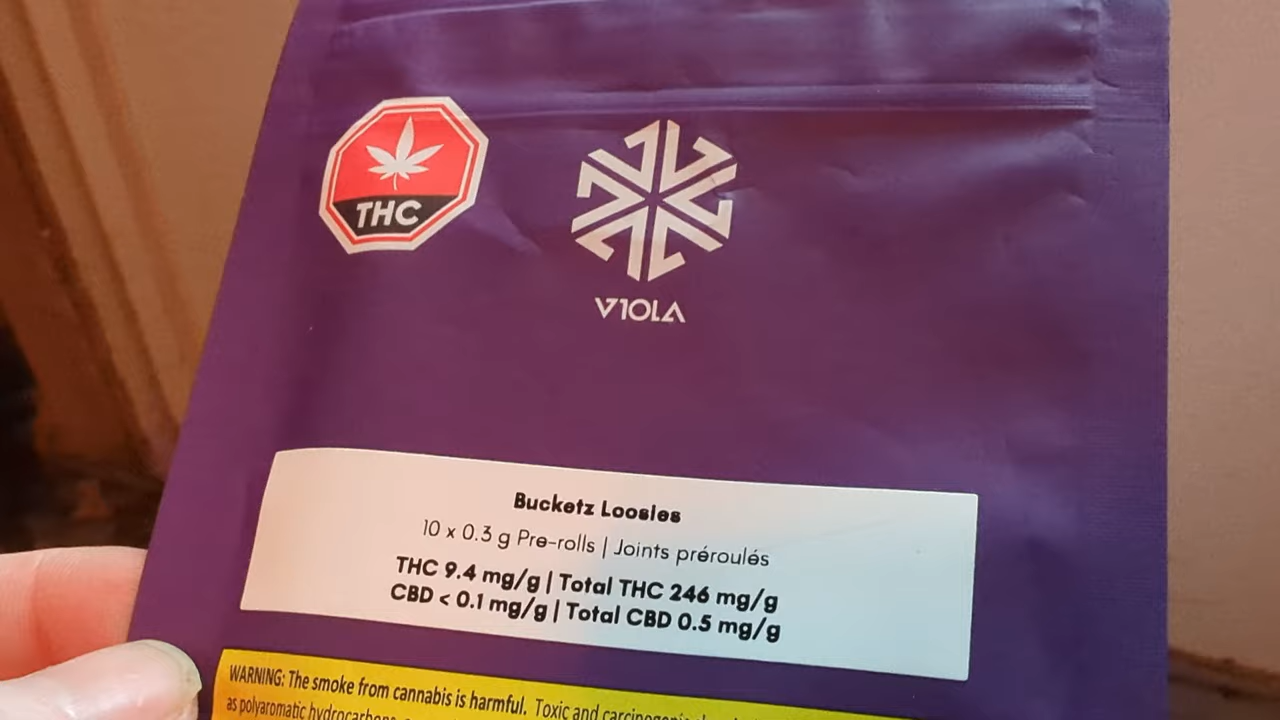 THC
V1OLA
Bucketz Loosies
10 x 0.3 g Pre-rolls | Joints préroulés
THC 9.4 mg/g | Total THC 246 mg/g
CBD < 0.1 mg/g | Total CBD 0.5 mg/g
WARNING: The smoke from cannabis is harmful. Toxic and carcinogenic
as polyaromatic